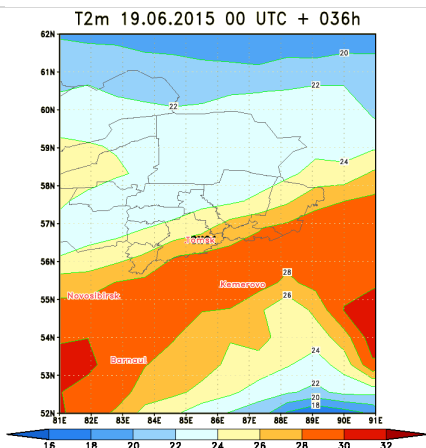 T2m 19.06.2015 00 UTC + 036h
62N
20
61N
22
60N
22
59N
24
58N
57N
Tomsk
56N
Kemerovo
28
55N
Novosibirsk
26
54N
24
Barnaul
53N
22
20
18
52N
81E 82E 83E 84E 85E 86E 87E 88E 89E 90E 91E
16 18 20 22 24 26 28 30 32